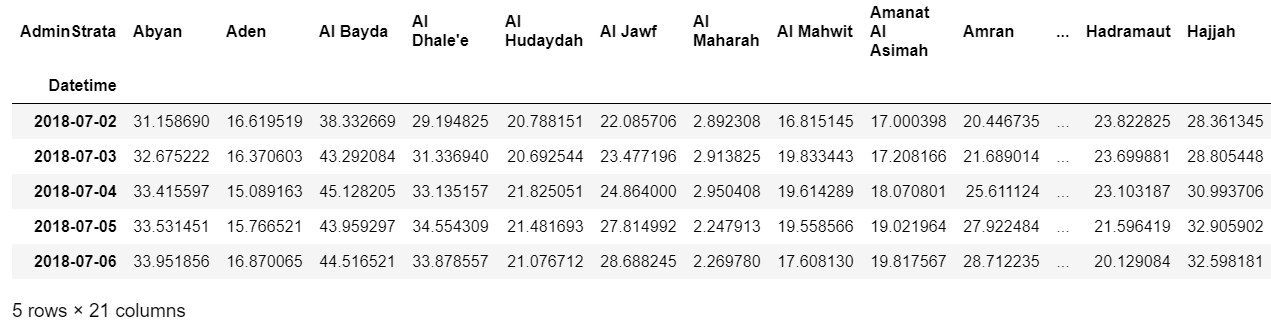 AdminStrata Abyan Aden Al Bayda Al Dhale'e Al Hudaydah Al Jawf Al Maharah Al Mahwit Amanat Al Asimah Amran ... Hadramaut Hajjah
Datetime
2018-07-02 31.158690 16.619519 38.332669 29.194825 20.788151 22.085706 2.892308 16.815145 17.000398 20.446735 ... 23.822825 28.361345
2018-07-03 32.675222 16.370603 43.292084 31.336940 20.692544 23.477196 2.913825 19.833443 17.208166 21.689014 ... 23.699881 28.805448
2018-07-04 33.415597 15.089163 45.128205 33.135157 21.825051 24.864000 2.950408 19.614289 18.070801 25.611124 ... 23.103187 30.993706
2018-07-05 33.531451 15.766521 43.959297 34.554309 21.481693 27.814992 2.247913 19.558566 19.021964 27.922484 ... 21.596419 32.905902
2018-07-06 33.951856 16.870065 44.516521 33.878557 21.076712 28.688245 2.269780 17.608130 19.817567 28.712235 ... 20.129084 32.598181
5 rows × 21 columns